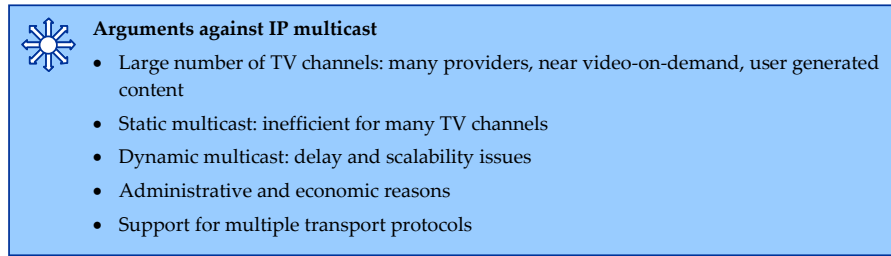 Arguments against IP multicast
• Large number of TV channels: many providers, near video-on-demand, user generated
content
• Static multicast: inefficient for many TV channels
• Dynamic multicast: delay and scalability issues
• Administrative and economic reasons
• Support for multiple transport protocols